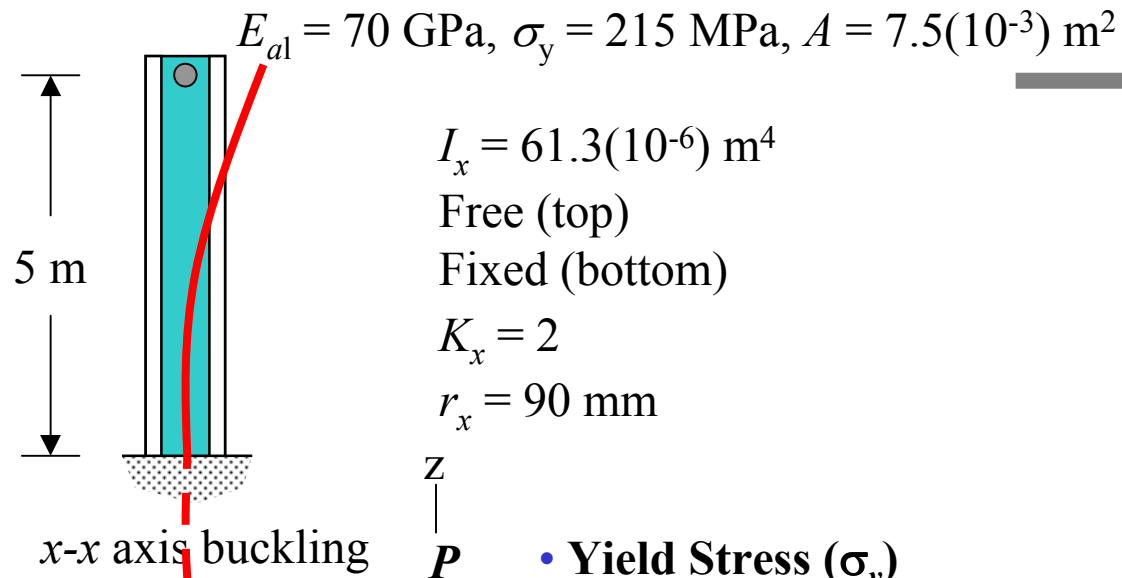 E_al = 70 GPa, σ_y = 215 MPa, A = 7.5(10⁻³) m²
I_x = 61.3(10⁻⁶) m⁴
Free (top)
Fixed (bottom)
5 m
K_x = 2
r_x = 90 mm
z
x-x axis buckling
P
• Yield Stress (σ_y)